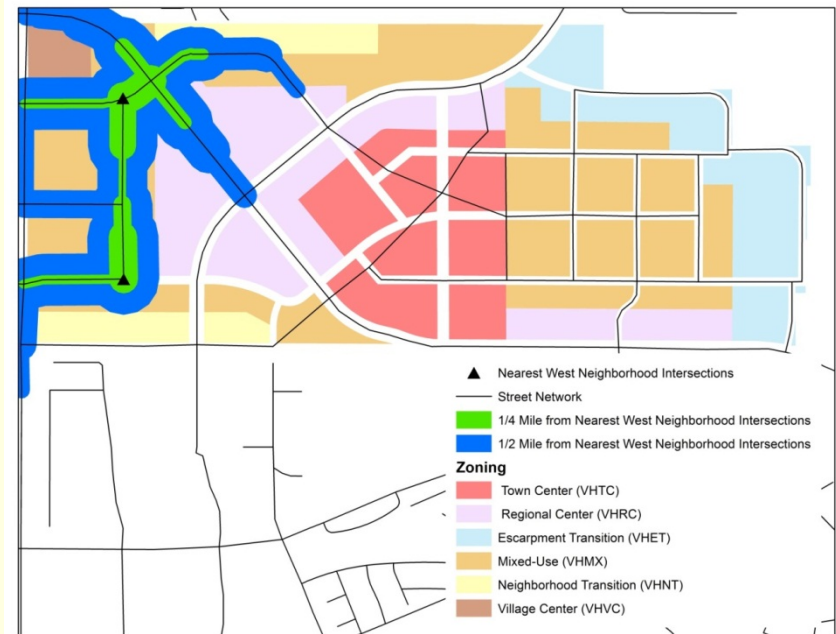 Nearest West Neighborhood Intersections
Street Network
1/4 Mile from Nearest West Neighborhood Intersections
1/2 Mile from Nearest West Neighborhood Intersections
Zoning
Town Center (VHTC)
Regional Center (VHRC)
Escarpment Transition (VHET)
Mixed-Use (VHMX)
Neighborhood Transition (VHNT)
Village Center (VHVC)